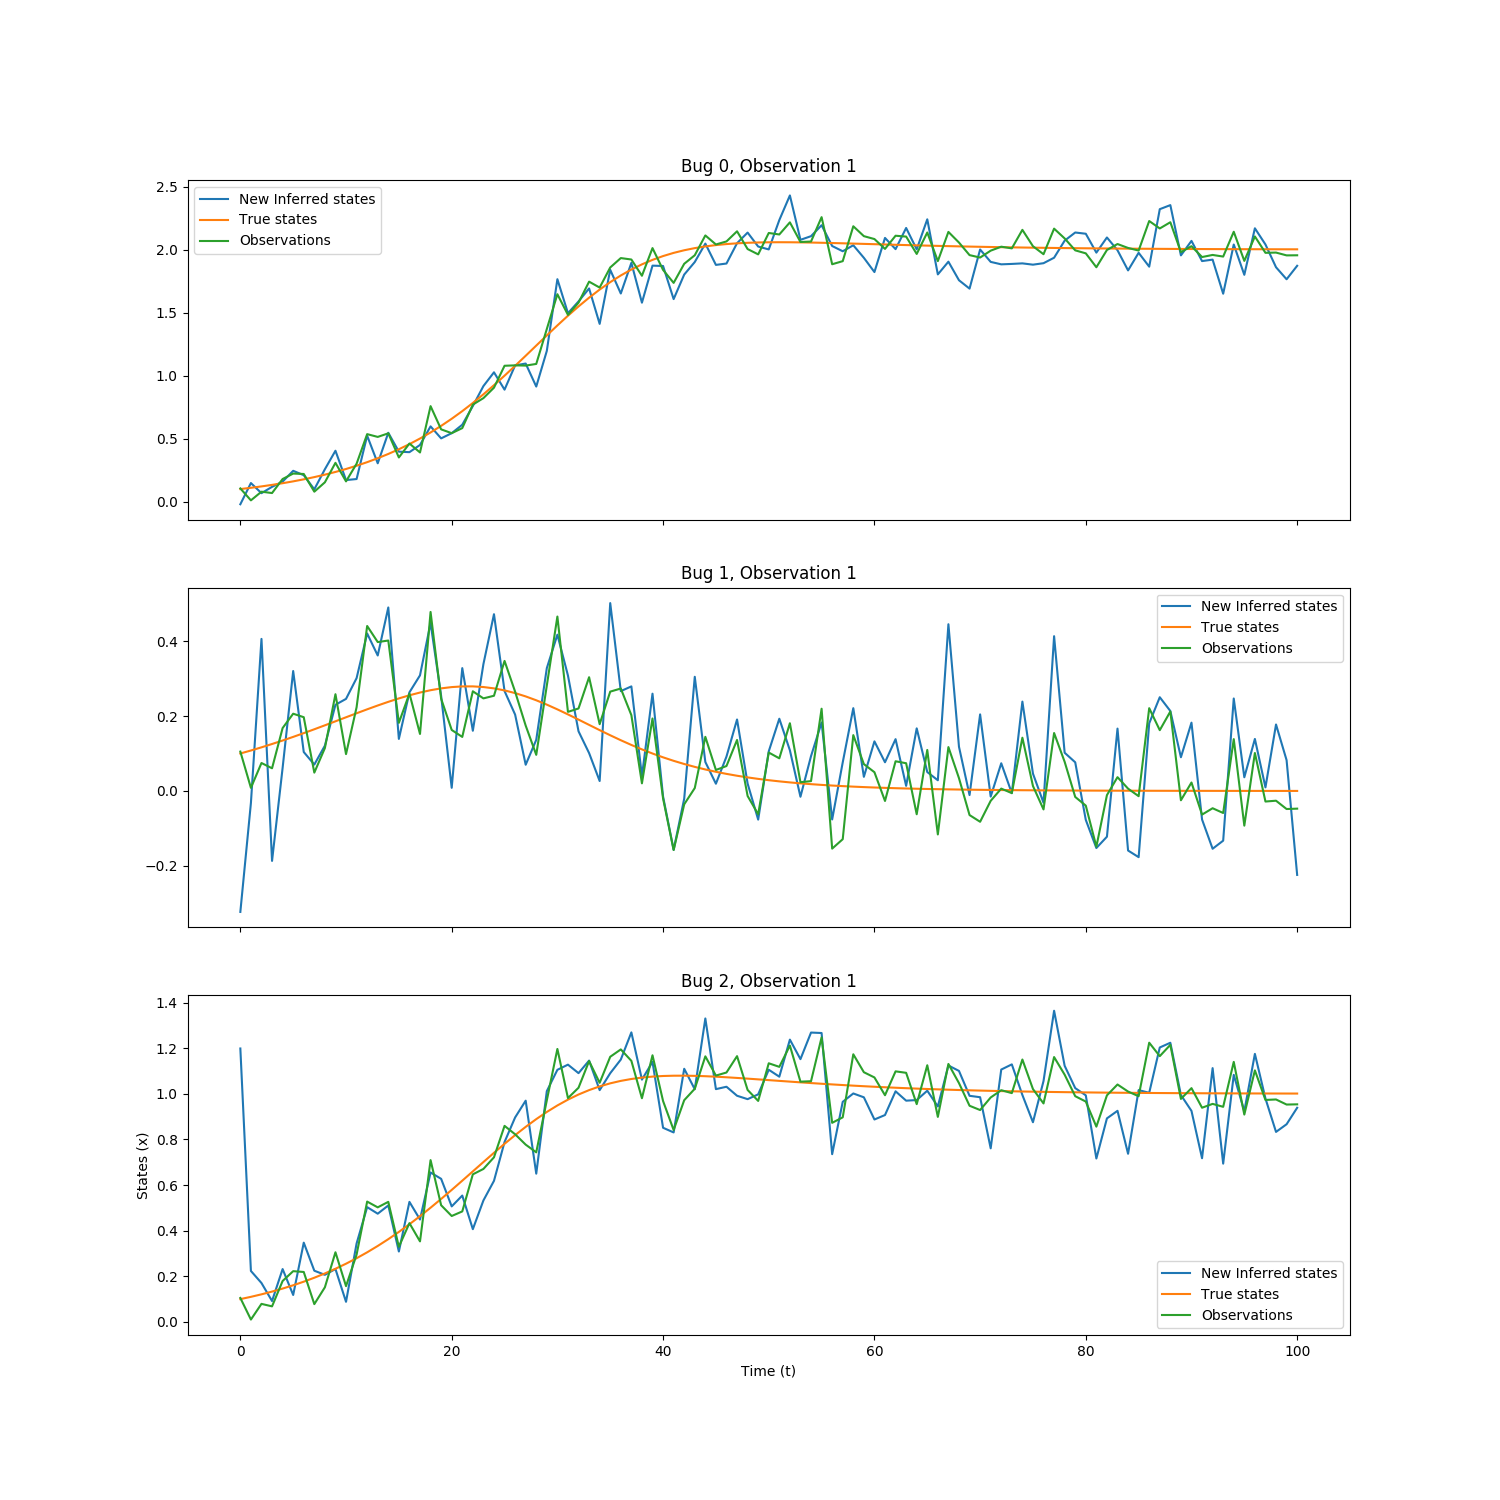 Bug 0, Observation 1
2.5
2.0
1.5
1.0
0.5
0.0
New Inferred states
True states
Observations
Bug 1, Observation 1
0.4
0.2
0.0
−0.2
New Inferred states
True states
Observations
Bug 2, Observation 1
1.4
1.2
1.0
0.8
0.6
0.4
0.2
0.0
States (x)
New Inferred states
True states
Observations
0 20 40 60 80 100
Time (t)